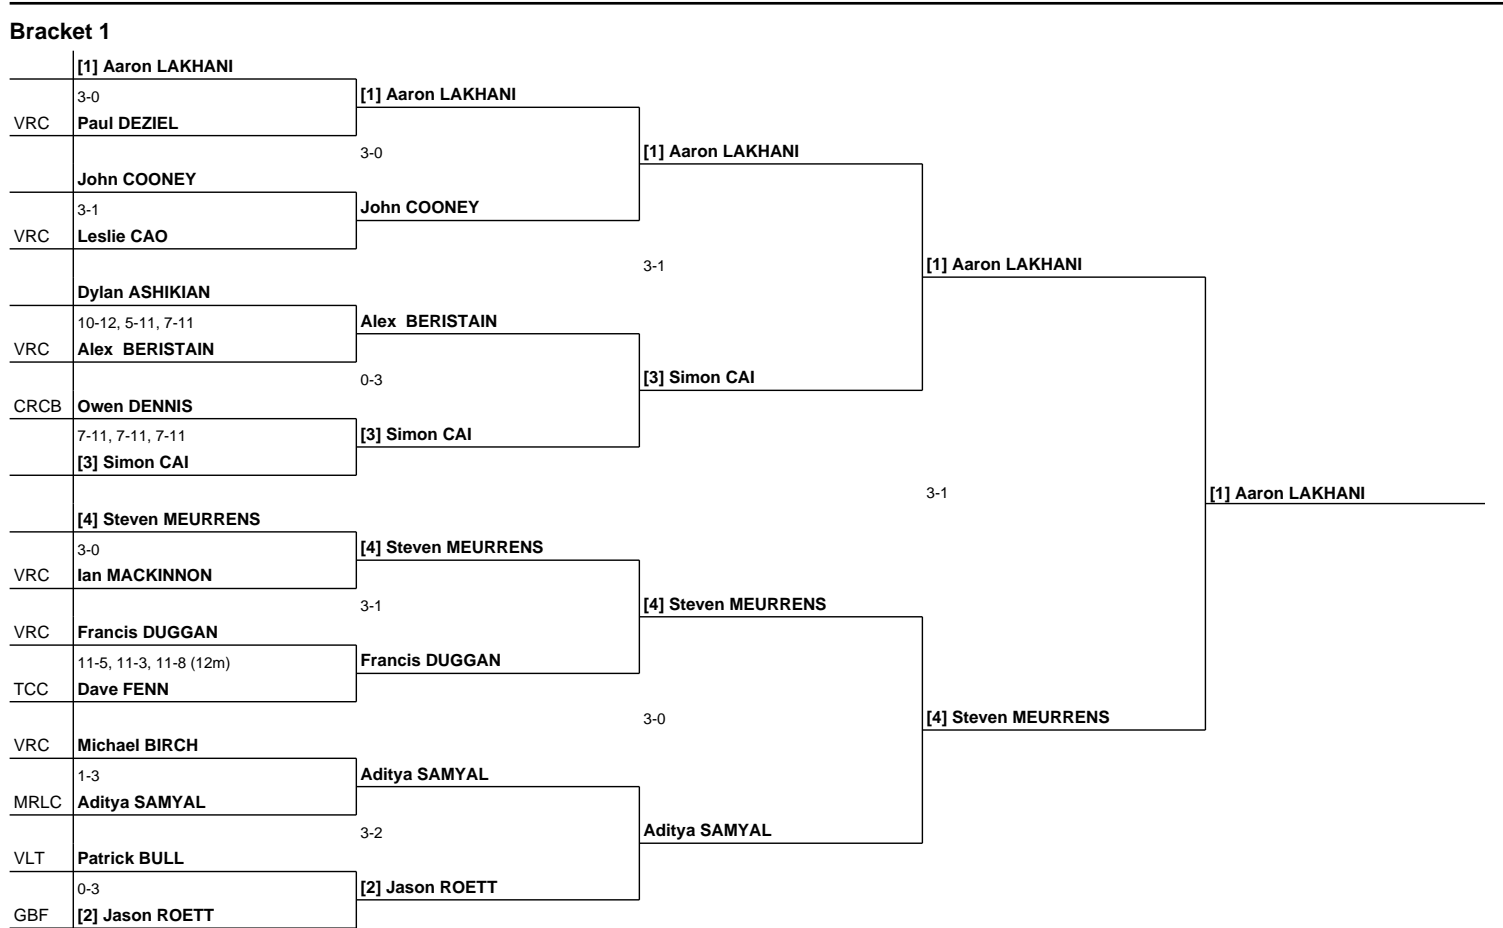 Bracket 1
[1] Aaron LAKHANI
3-0
[1] Aaron LAKHANI
VRC Paul DEZIEL
3-0
[1] Aaron LAKHANI
John COONEY
3-1
John COONEY
VRC Leslie CAO
3-1
[1] Aaron LAKHANI
Dylan ASHIKIAN
10-12, 5-11, 7-11
Alex BERISTAIN
VRC Alex BERISTAIN
0-3
[3] Simon CAI
CRCB Owen DENNIS
7-11, 7-11, 7-11
[3] Simon CAI
[3] Simon CAI
3-1
[1] Aaron LAKHANI
[4] Steven MEURRENS
3-0
[4] Steven MEURRENS
VRC Ian MACKINNON
3-1
[4] Steven MEURRENS
VRC Francis DUGGAN
11-5, 11-3, 11-8 (12m)
Francis DUGGAN
TCC Dave FENN
3-0
[4] Steven MEURRENS
VRC Michael BIRCH
1-3
Aditya SAMYAL
MRLC Aditya SAMYAL
3-2
Aditya SAMYAL
VLT Patrick BULL
0-3
[2] Jason ROETT
GBF [2] Jason ROETT